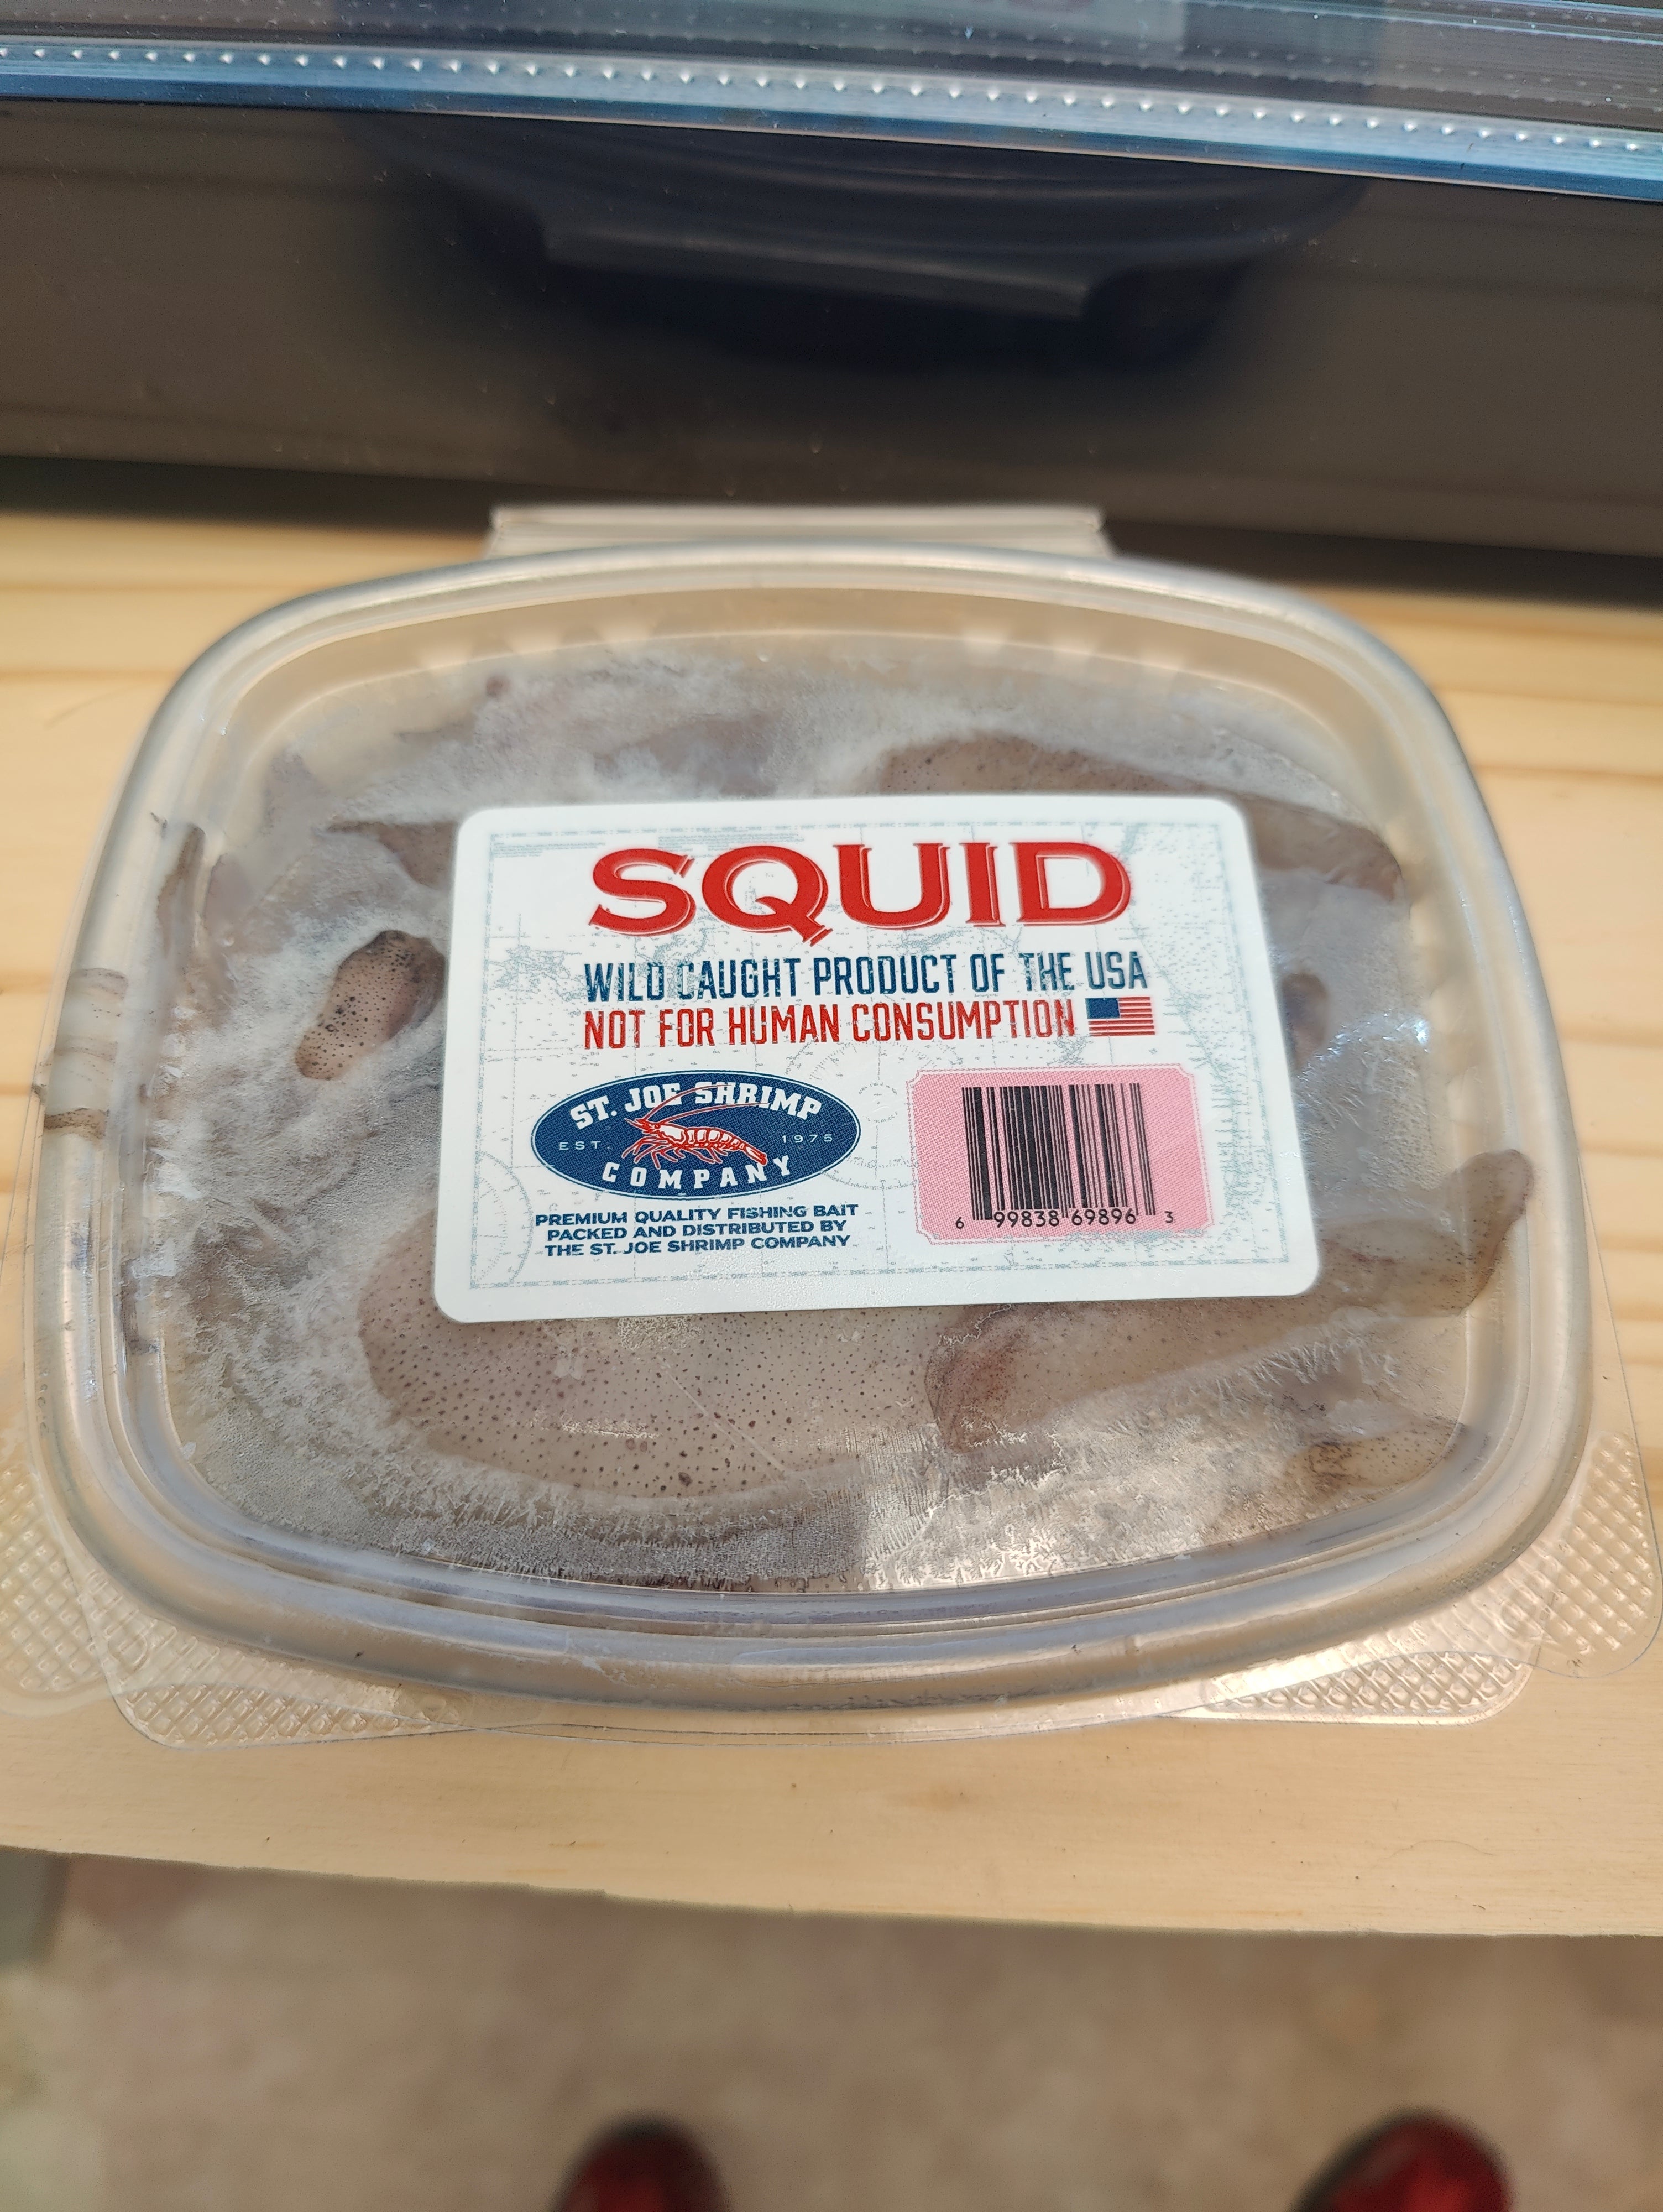 SQUID
WILD CAUGHT PRODUCT OF THE USA
NOT FOR HUMAN CONSUMPTION
ST. JOE SHRIMP
EST. 1975
COMPANY
PREMIUM QUALITY FISHING BAIT
PACKED AND DISTRIBUTED BY
THE ST. JOE SHRIMP COMPANY
6 99838 69896 3